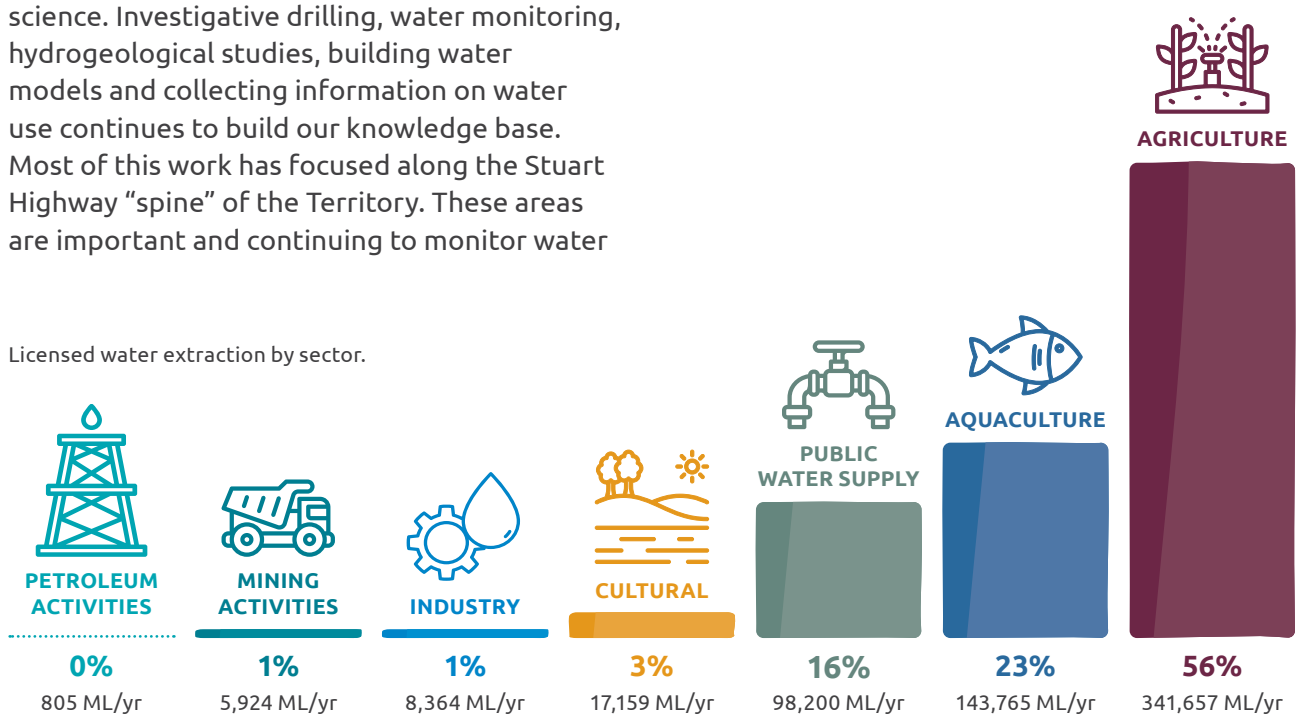 science. Investigative drilling, water monitoring,
hydrogeological studies, building water
models and collecting information on water
use continues to build our knowledge base.
Most of this work has focused along the Stuart
Highway “spine” of the Territory. These areas
are important and continuing to monitor water
Licensed water extraction by sector.
PETROLEUM
ACTIVITIES
0%
805 ML/yr
MINING
ACTIVITIES
1%
5,924 ML/yr
INDUSTRY
1%
8,364 ML/yr
CULTURAL
3%
17,159 ML/yr
PUBLIC
WATER SUPPLY
16%
98,200 ML/yr
AQUACULTURE
23%
143,765 ML/yr
AGRICULTURE
56%
341,657 ML/yr